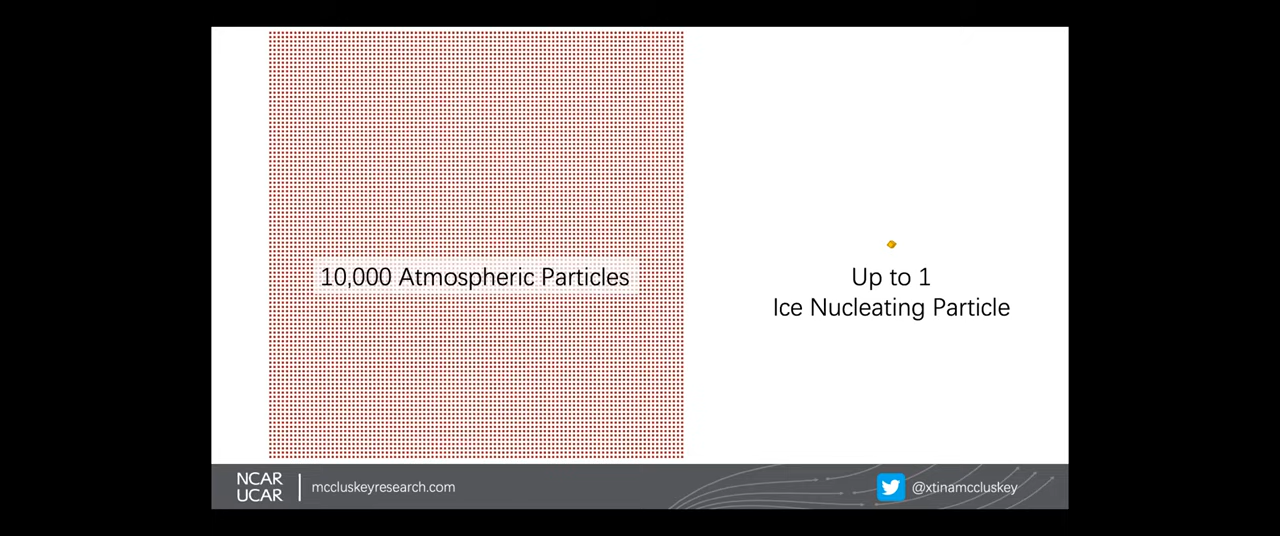 10,000 Atmospheric Particles
Up to 1
Ice Nucleating Particle
NCAR
UCAR
mccluskeyresearch.com
@xtinamccluskey